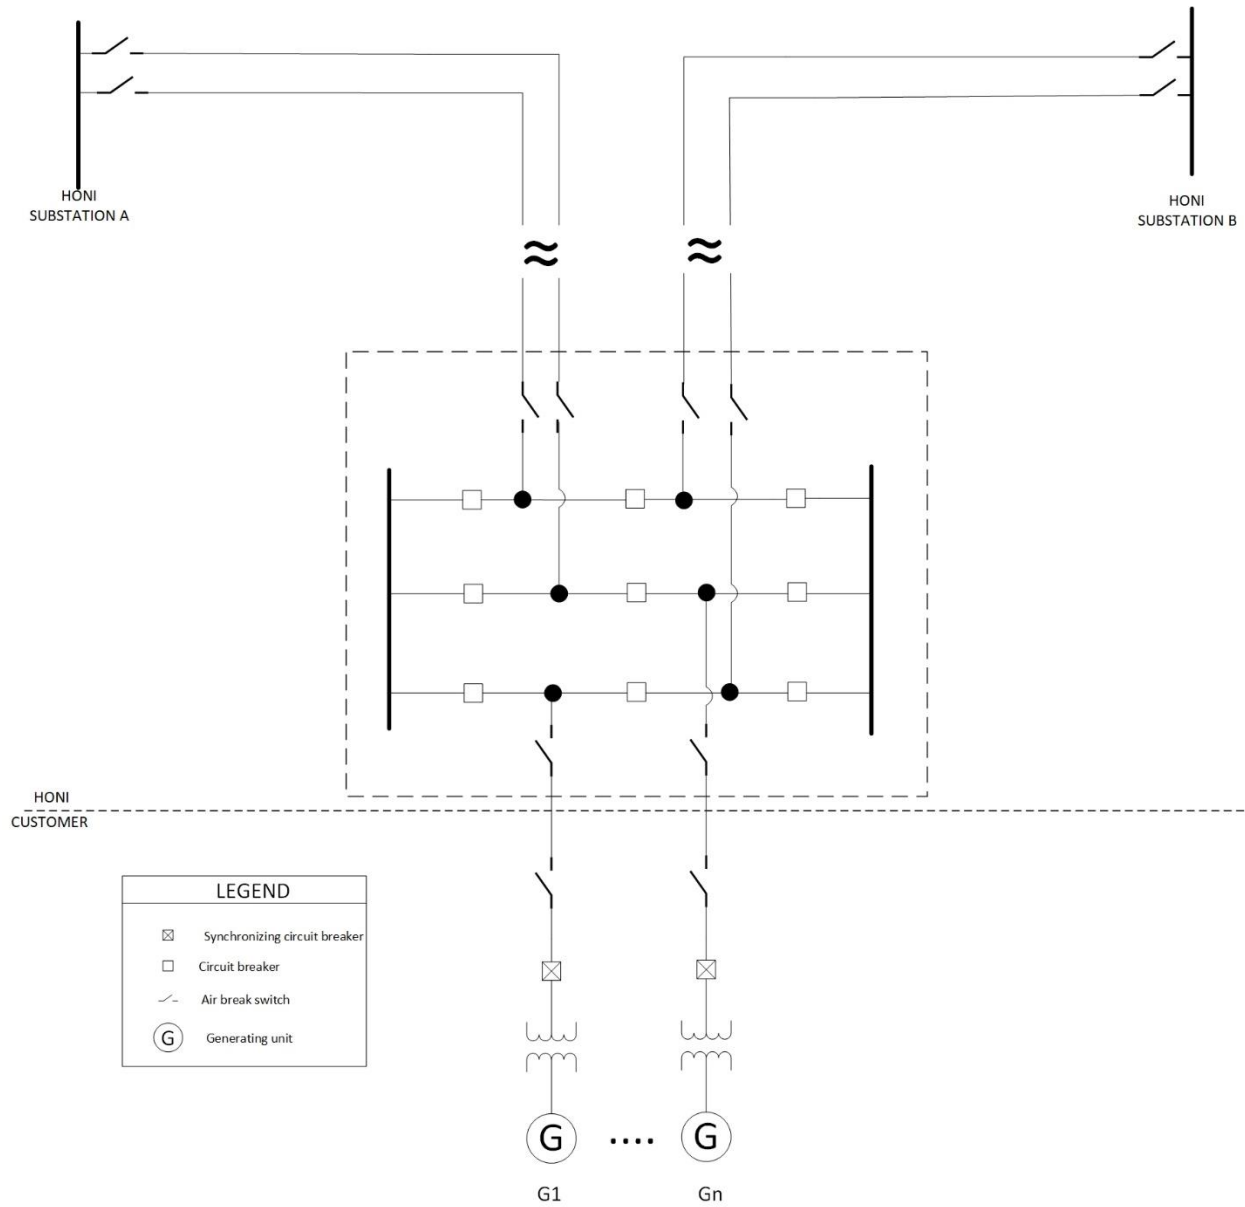 HONI
SUBSTATION A
HONI
SUBSTATION B
HONI
CUSTOMER
LEGEND
Synchronizing circuit breaker
Circuit breaker
Air break switch
G
Generating unit
G
....
G
G1
Gn